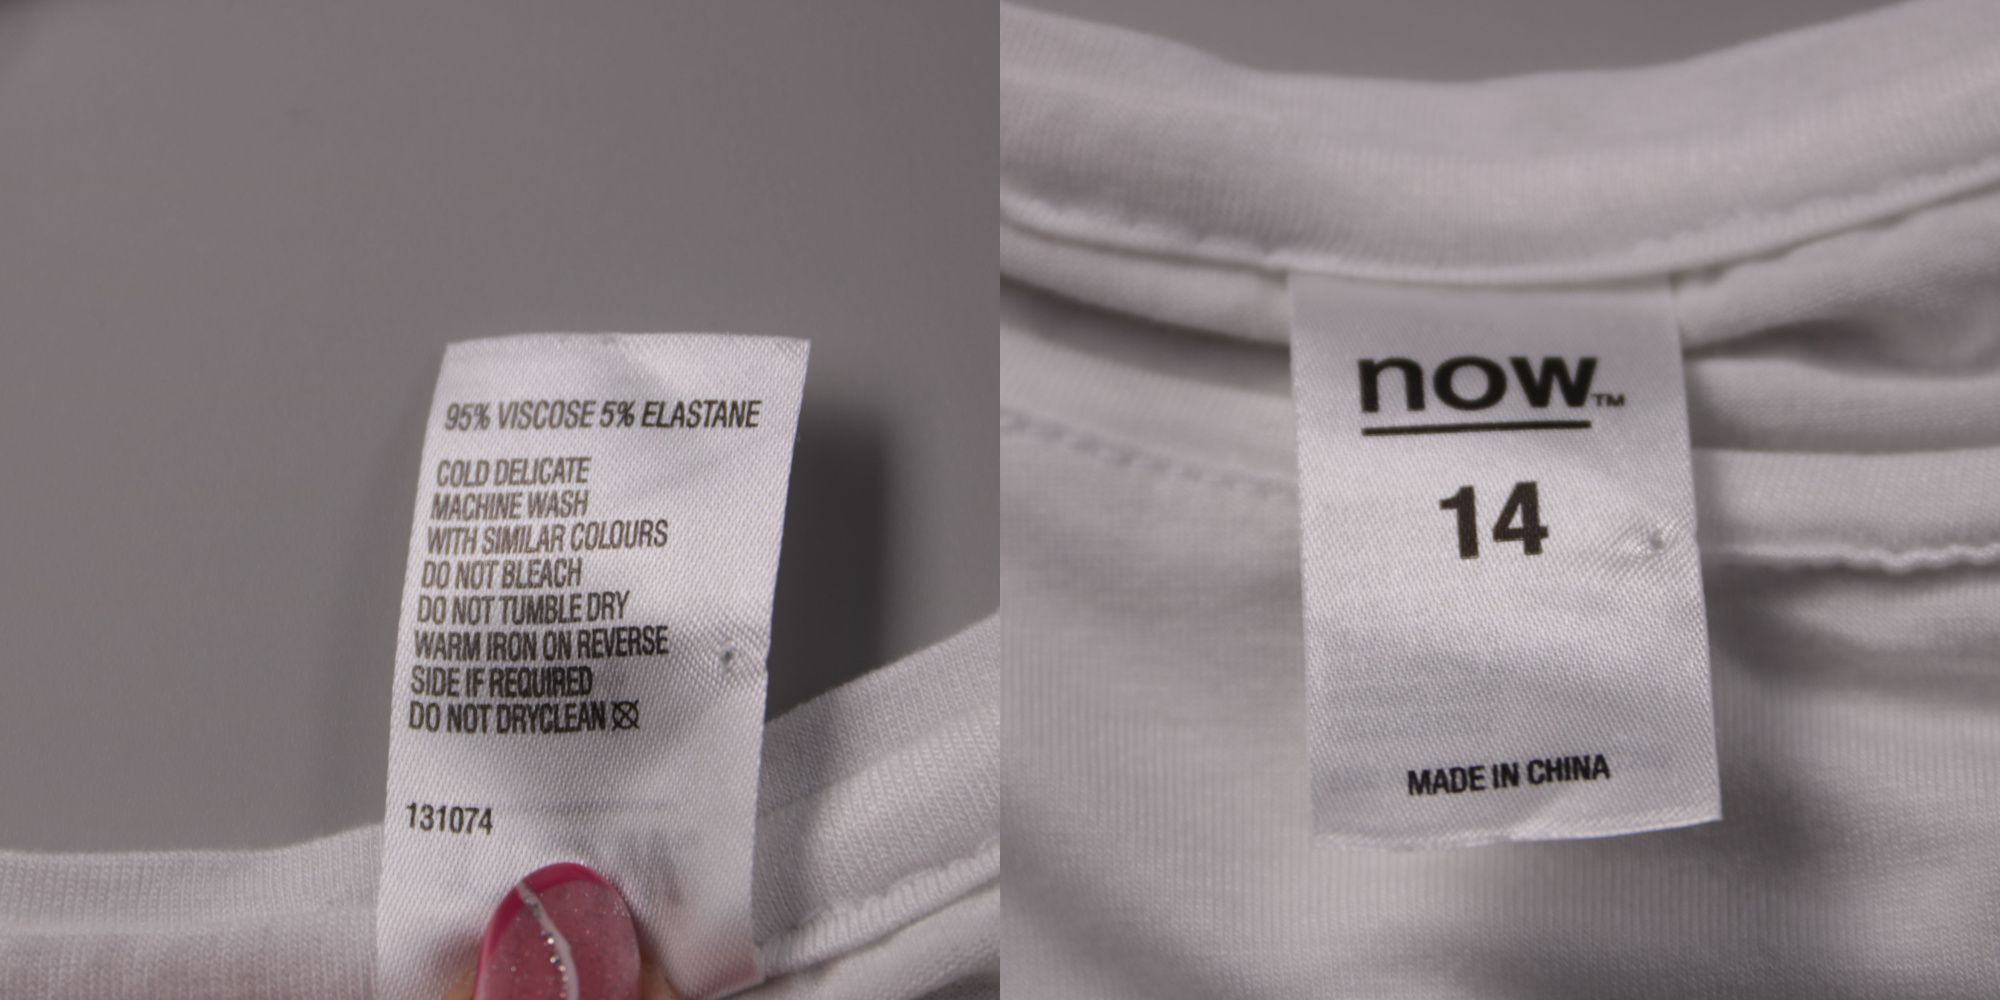 95% VISCOSE 5% ELASTANE
COLD DELICATE
MACHINE WASH
WITH SIMILAR COLOURS
DO NOT BLEACH
DO NOT TUMBLE DRY
WARM IRON ON REVERSE
SIDE IF REQUIRED
DO NOT DRYCLEAN
131074
now™
14
MADE IN CHINA